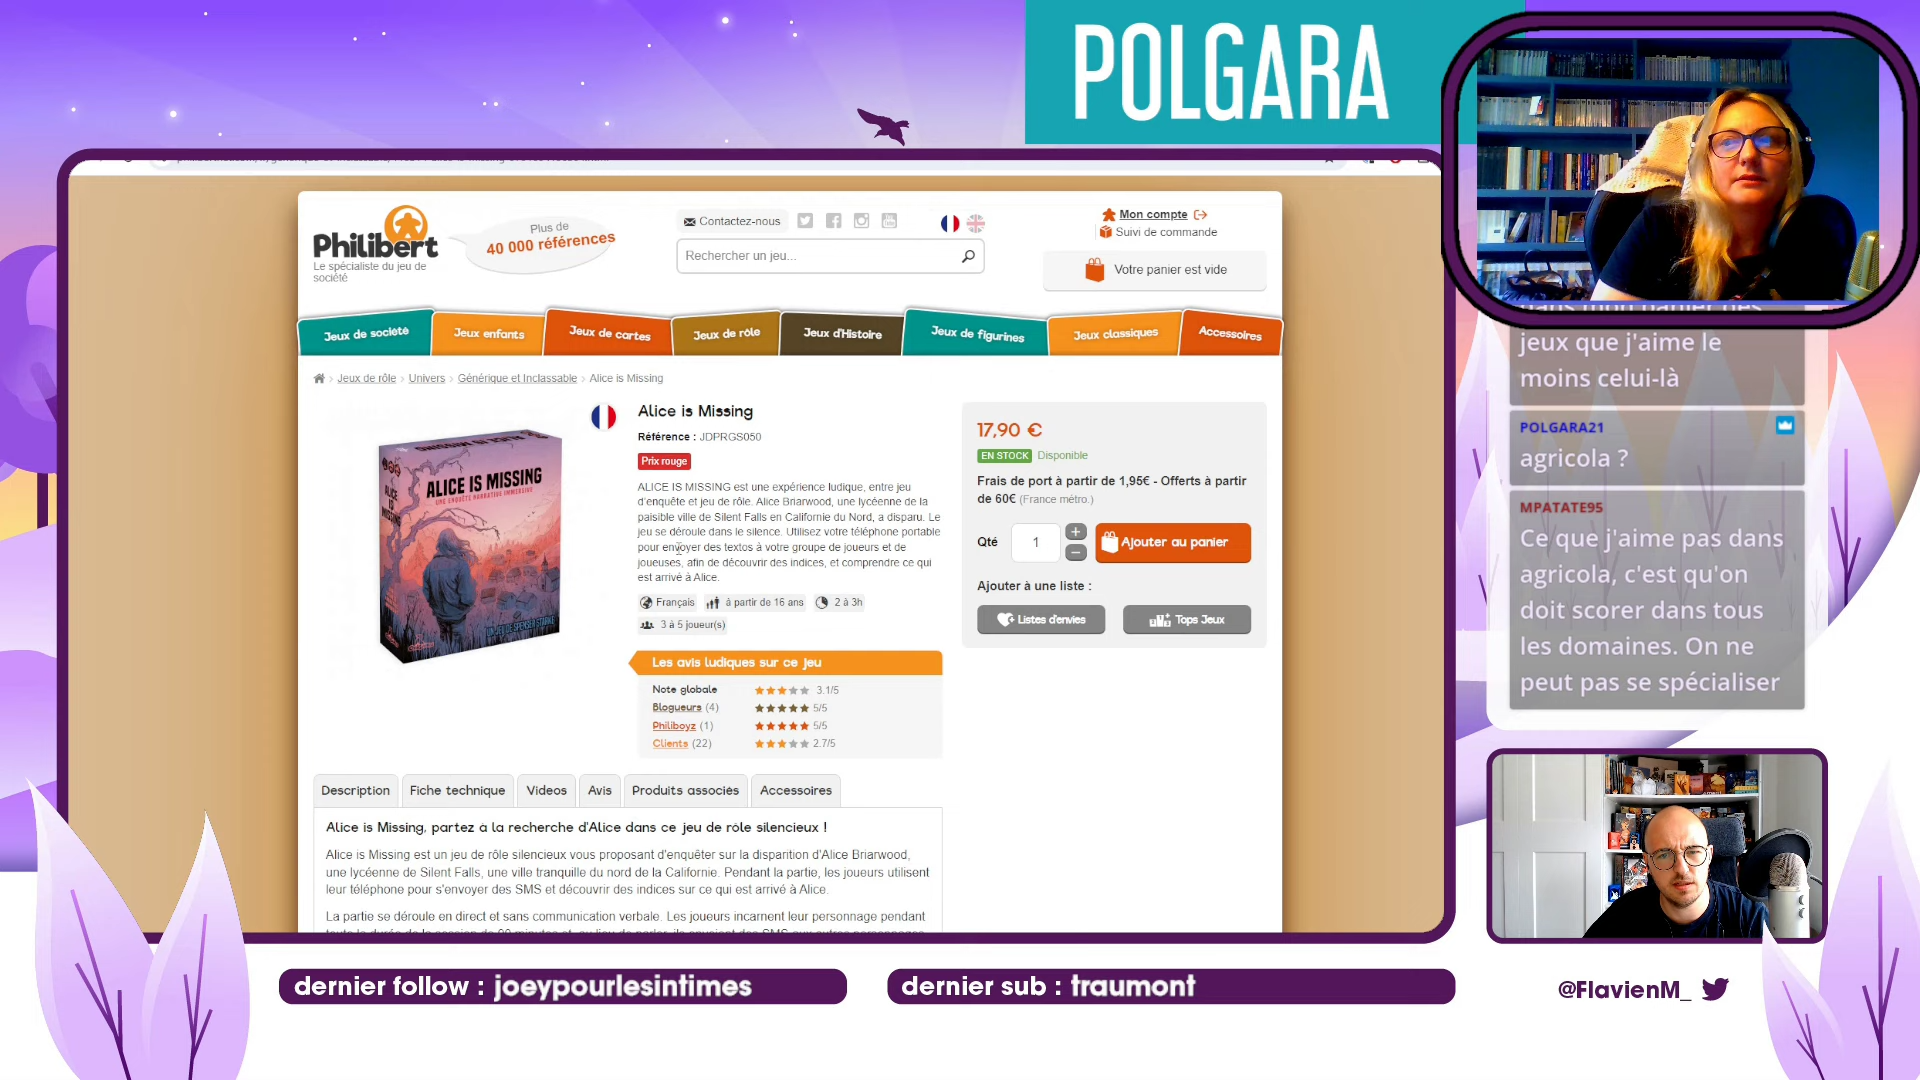 POLGARA
Philibert
Le spécialiste du jeu de
société
Plus de
40 000 références
Contactez-nous
Rechercher un jeu...
Mon compte
Suivi de commande
Votre panier est vide
Jeux de société
Jeux enfants
Jeux de cartes
Jeux de rôle
Jeux d'Histoire
Jeux de figurines
Jeux classiques
Accessoires
Jeux de rôle > Univers > Générique et Inclassable > Alice is Missing
ALICE IS MISSING
UNE ENQUÊTE NARRATIVE IMMERSIVE
ALICE IS MISSING
UN JEU DE SPENSER STARKE
Alice is Missing
Référence : JDPRGS050
Prix rouge
ALICE IS MISSING est une expérience ludique, entre jeu
d'enquête et jeu de rôle. Alice Briarwood, une lycéenne de la
paisible ville de Silent Falls en Californie du Nord, a disparu. Le
jeu se déroule dans le silence. Utilisez votre téléphone portable
pour envoyer des textos à votre groupe de joueurs et de
joueuses, afin de découvrir des indices, et comprendre ce qui
est arrivé à Alice.
Français
à partir de 16 ans
2 à 3h
3 à 5 joueur(s)
Les avis ludiques sur ce jeu
Note globale 3.1/5
Blogueurs (4) 5/5
Philiboyz (1) 5/5
Clients (22) 2.7/5
17,90 €
EN STOCK Disponible
Frais de port à partir de 1,95€ - Offerts à partir
de 60€ (France métro.)
Qté 1 + −
Ajouter au panier
Ajouter à une liste :
Listes d'envies
Tops Jeux
Description
Fiche technique
Videos
Avis
Produits associés
Accessoires
Alice is Missing, partez à la recherche d'Alice dans ce jeu de rôle silencieux !
Alice is Missing est un jeu de rôle silencieux vous proposant d'enquêter sur la disparition d'Alice Briarwood,
une lycéenne de Silent Falls, une ville tranquille du nord de la Californie. Pendant la partie, les joueurs utilisent
leur téléphone pour s'envoyer des SMS et découvrir des indices sur ce qui est arrivé à Alice.
La partie se déroule en direct et sans communication verbale. Les joueurs incarnent leur personnage pendant
jeux que j'aime le
moins celui-là
POLGARA21
agricola ?
MPATATE95
Ce que j'aime pas dans
agricola, c'est qu'on
doit scorer dans tous
les domaines. On ne
peut pas se spécialiser
dernier follow : joeypourlesintimes
dernier sub : traumont
@FlavienM_